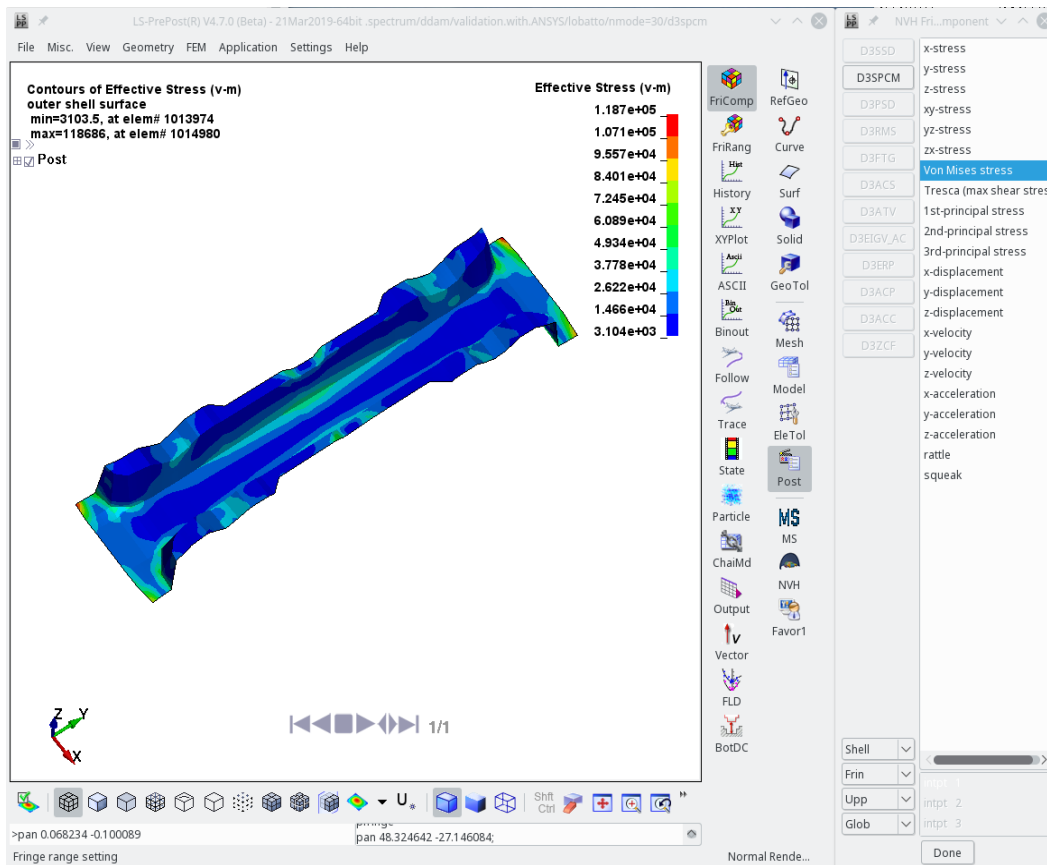 LS-PrePost(R) V4.7.0 (Beta) - 21Mar2019-64bit .spectrum/ddam/validation.with.ANSYS/lobatto/nmode=30/d3spcm
File Misc. View Geometry FEM Application Settings Help
Contours of Effective Stress (v-m)
outer shell surface
min=3103.5, at elem# 1013974
max=118686, at elem# 1014980
Post
Effective Stress (v-m)
1.187e+05
1.071e+05
9.557e+04
8.401e+04
7.245e+04
6.089e+04
4.934e+04
3.778e+04
2.622e+04
1.466e+04
3.104e+03
Z
Y
X
1/1
FriComp
FriRang
Hist
History
XY
XYPlot
Ascii
ASCII
Bin
Out
Binout
Follow
Trace
State
Particle
ChaiMd
Output
V
Vector
FLD
BotDC
RefGeo
Curve
Surf
Solid
GeoTol
Mesh
Model
EleTol
Post
MS
MS
NVH
Favor1
Shft
Ctrl
>pan 0.068234 -0.100089
pan 48.324642 -27.146084;
Fringe range setting
Normal Rende...
NVH Fri...mponent
D3SSD
D3SPCM
D3PSD
D3RMS
D3FTG
D3ACS
D3ATV
D3EIGV_AC
D3ERP
D3ACP
D3ACC
D3ZCF
x-stress
y-stress
z-stress
xy-stress
yz-stress
zx-stress
Von Mises stress
Tresca (max shear stres
1st-principal stress
2nd-principal stress
3rd-principal stress
x-displacement
y-displacement
z-displacement
x-velocity
y-velocity
z-velocity
x-acceleration
y-acceleration
z-acceleration
rattle
squeak
Shell
Frin
Upp
Glob
intpt 1
intpt 2
intpt 3
Done